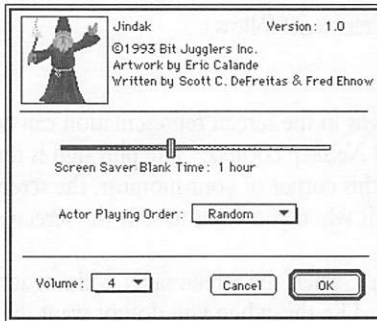 Jindak Version: 1.0
©1993 Bit Jugglers Inc.
Artwork by Eric Calande
Written by Scott C. DeFreitas & Fred Ehnow
Screen Saver Blank Time: 1 hour
Actor Playing Order: Random
Volume: 4 Cancel OK